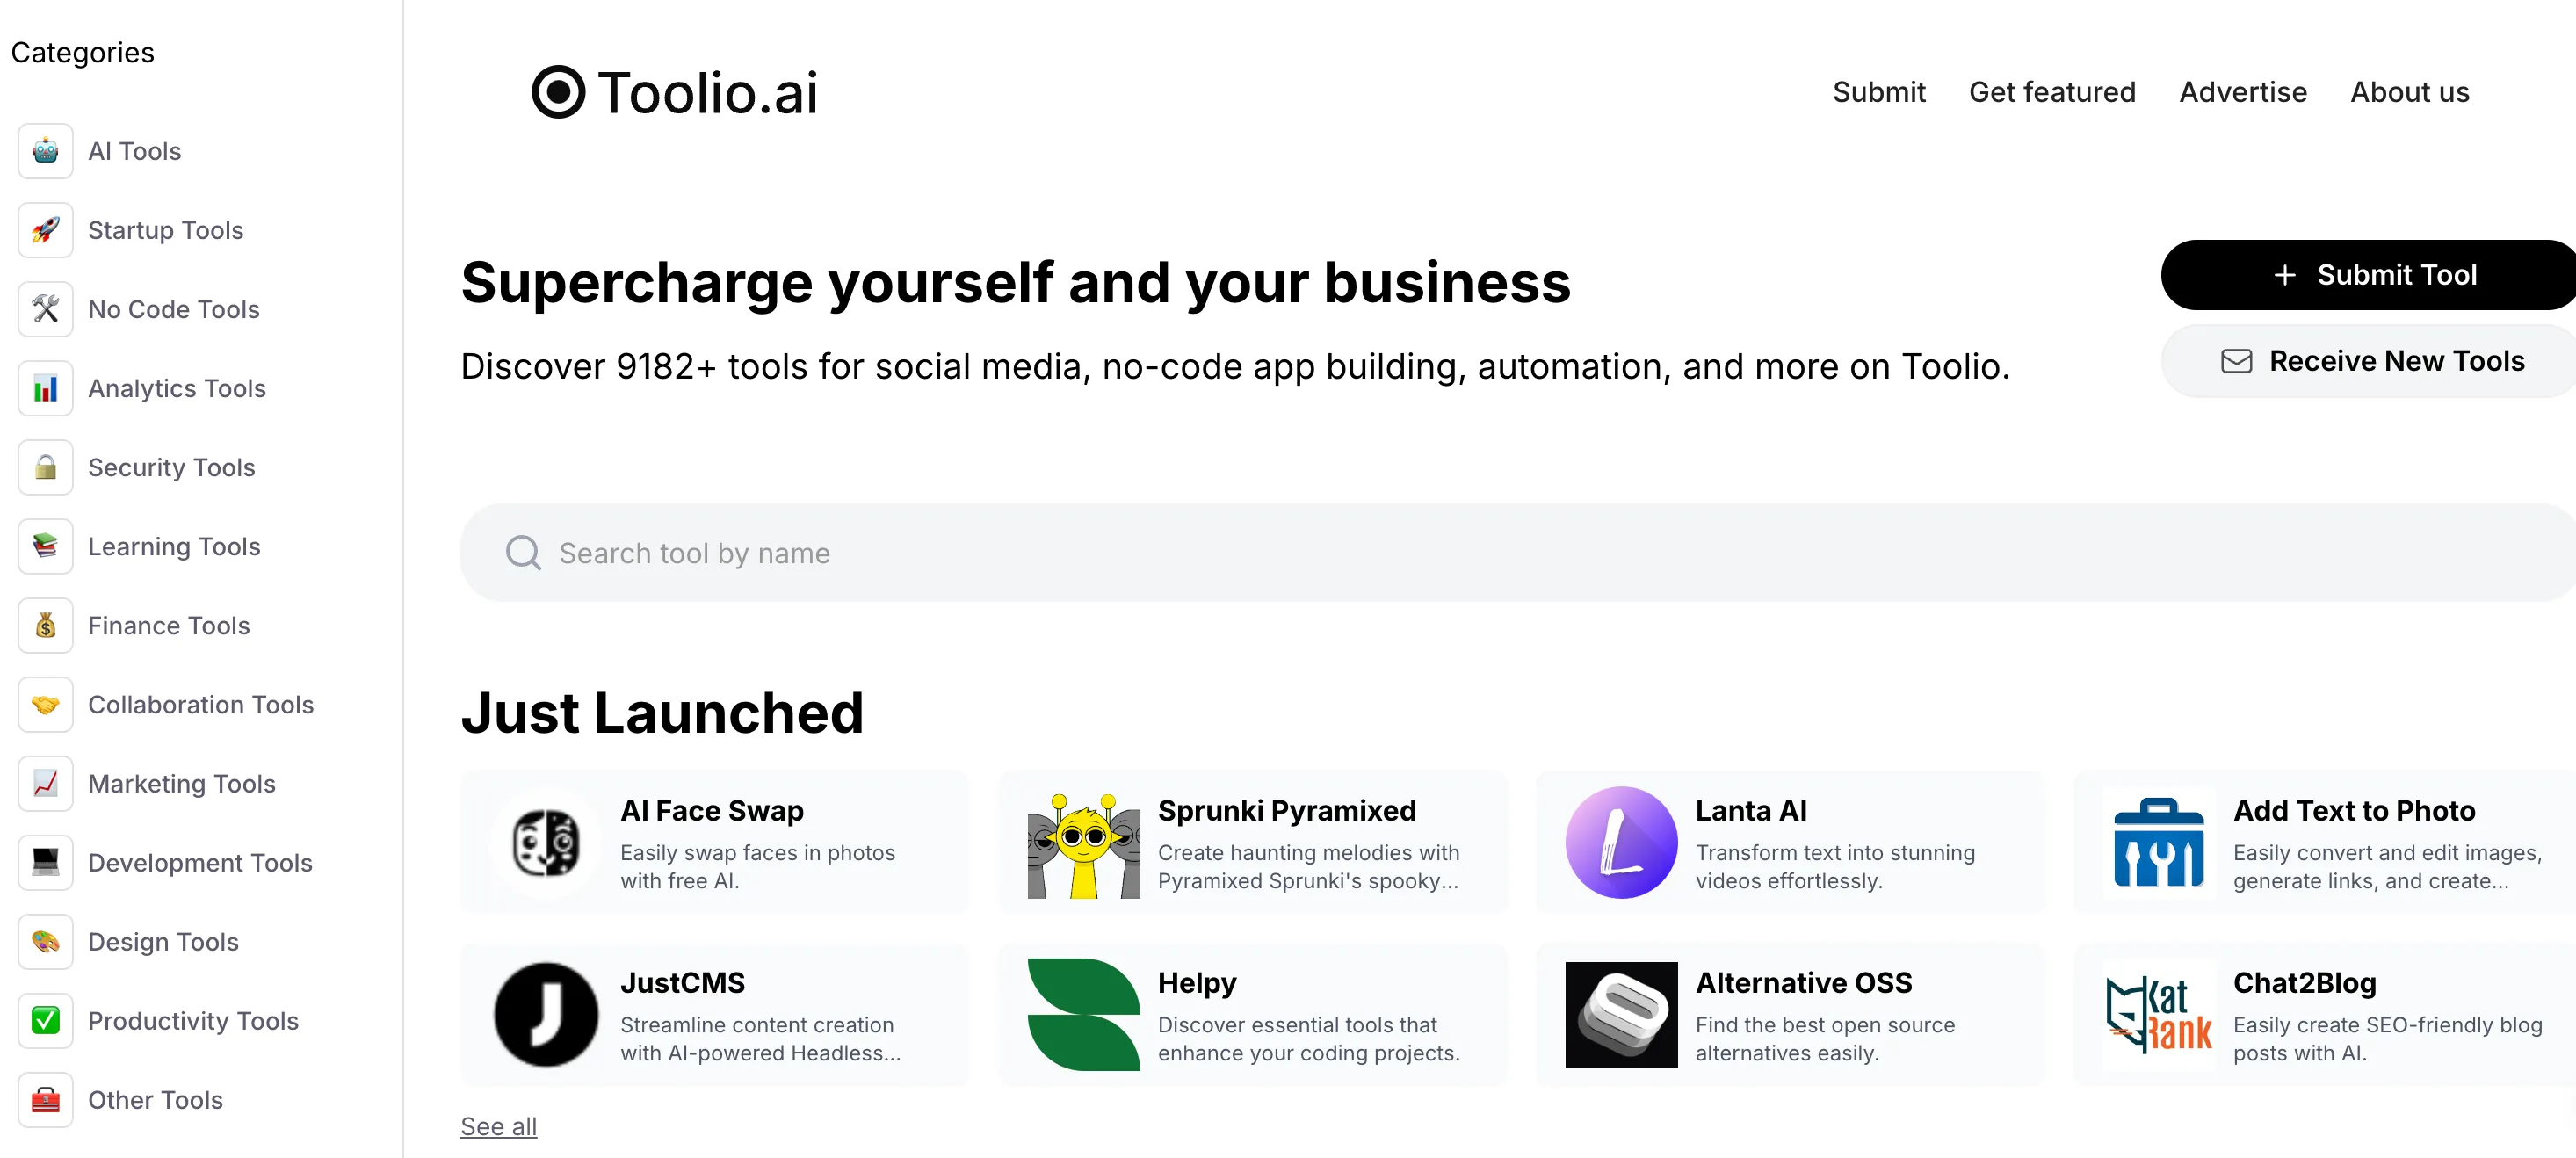 Categories
AI Tools
Startup Tools
No Code Tools
Analytics Tools
Security Tools
Learning Tools
Finance Tools
Collaboration Tools
Marketing Tools
Development Tools
Design Tools
Productivity Tools
Other Tools
Toolio.ai
Submit
Get featured
Advertise
About us
Supercharge yourself and your business
Discover 9182+ tools for social media, no-code app building, automation, and more on Toolio.
+ Submit Tool
Receive New Tools
Search tool by name
Just Launched
AI Face Swap
Easily swap faces in photos
with free AI.
Sprunki Pyramixed
Create haunting melodies with
Pyramixed Sprunki's spooky...
Lanta AI
Transform text into stunning
videos effortlessly.
Add Text to Photo
Easily convert and edit images,
generate links, and create...
JustCMS
Streamline content creation
with AI-powered Headless...
Helpy
Discover essential tools that
enhance your coding projects.
Alternative OSS
Find the best open source
alternatives easily.
Kat
Rank
Chat2Blog
Easily create SEO-friendly blog
posts with AI.
See all